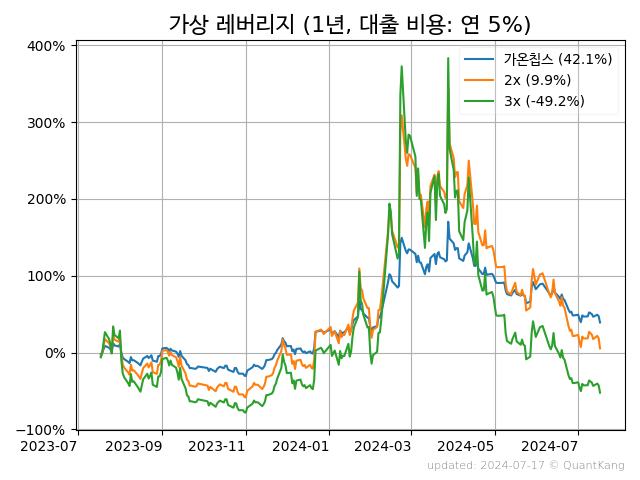 가상 레버리지 (1년, 대출 비용: 연 5%)
400%
300%
200%
100%
0%
−100%
가온칩스 (42.1%)
2x (9.9%)
3x (-49.2%)
2023-07
2023-09
2023-11
2024-01
2024-03
2024-05
2024-07
updated: 2024-07-17 © QuantKang